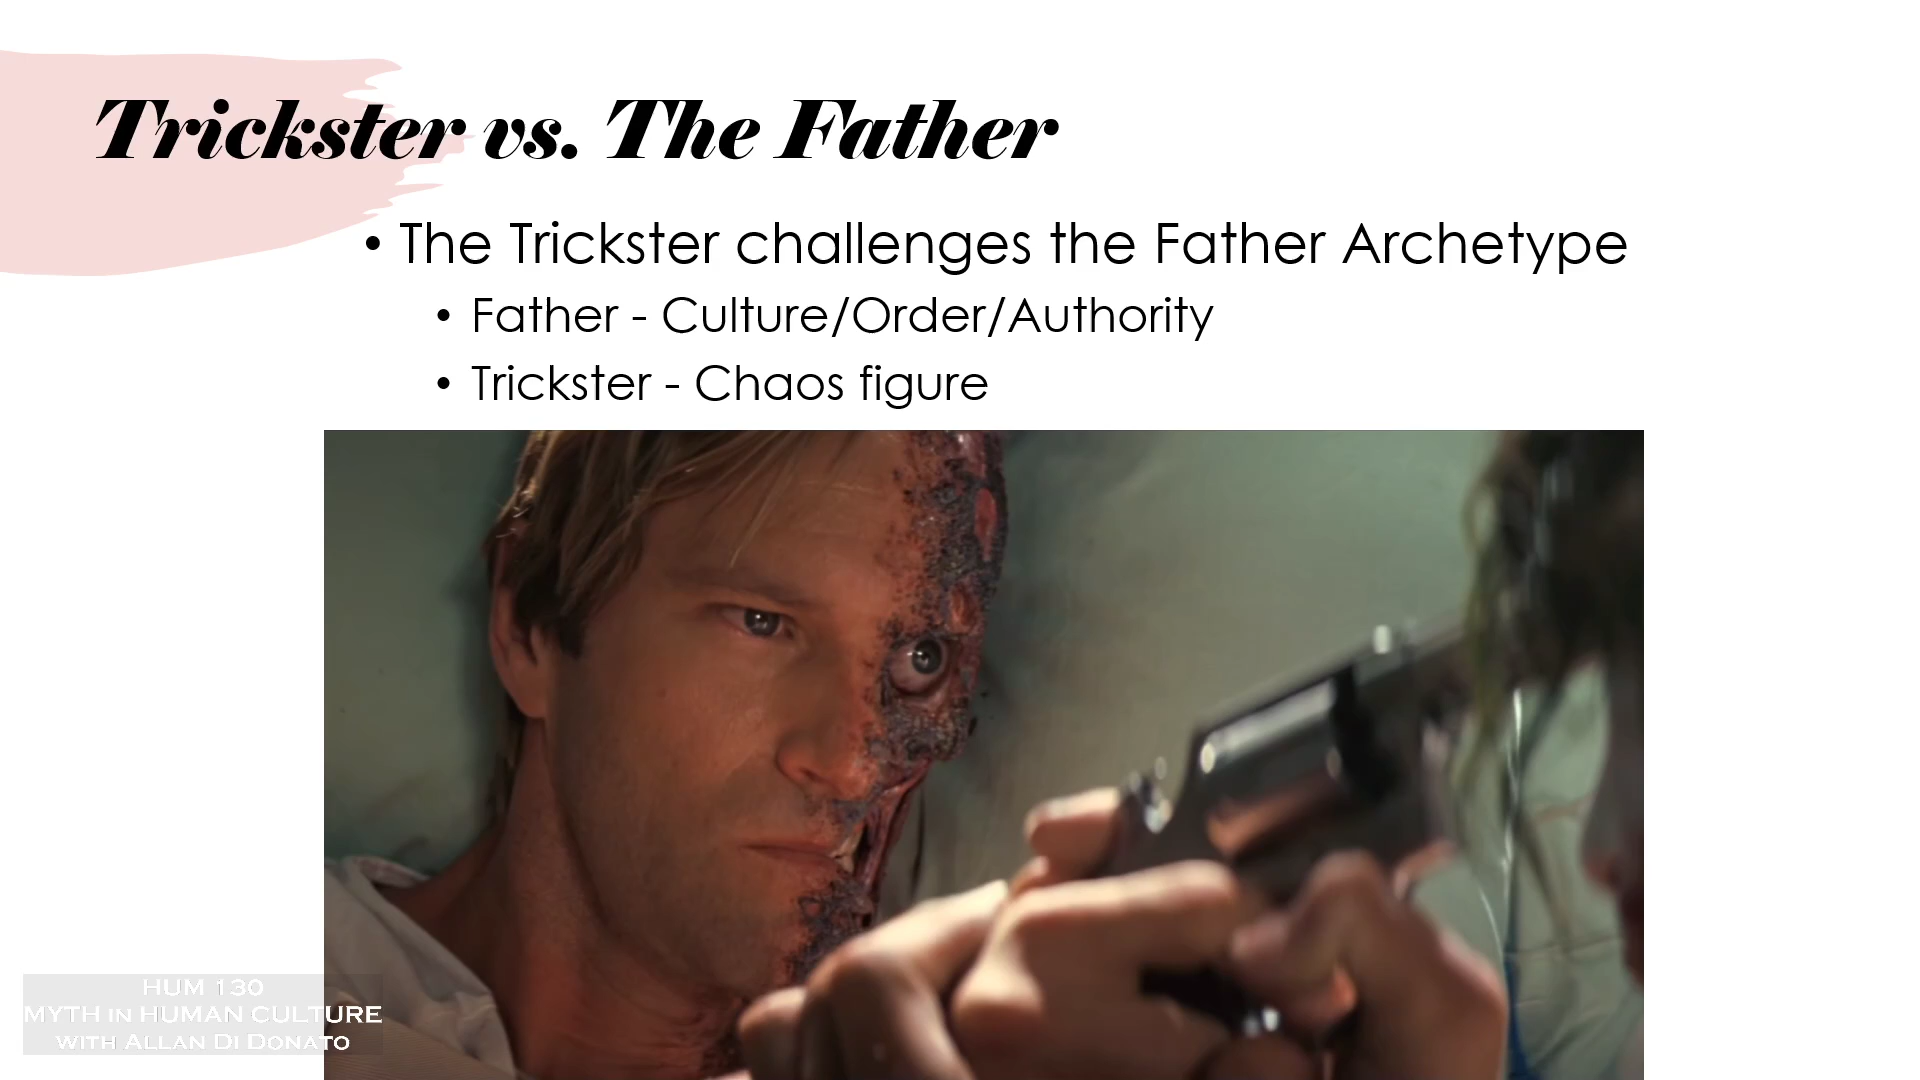 Trickster vs. The Father
• The Trickster challenges the Father Archetype
• Father - Culture/Order/Authority
• Trickster - Chaos figure
HUM 130
MYTH IN HUMAN CULTURE
WITH ALLAN DI DONATO